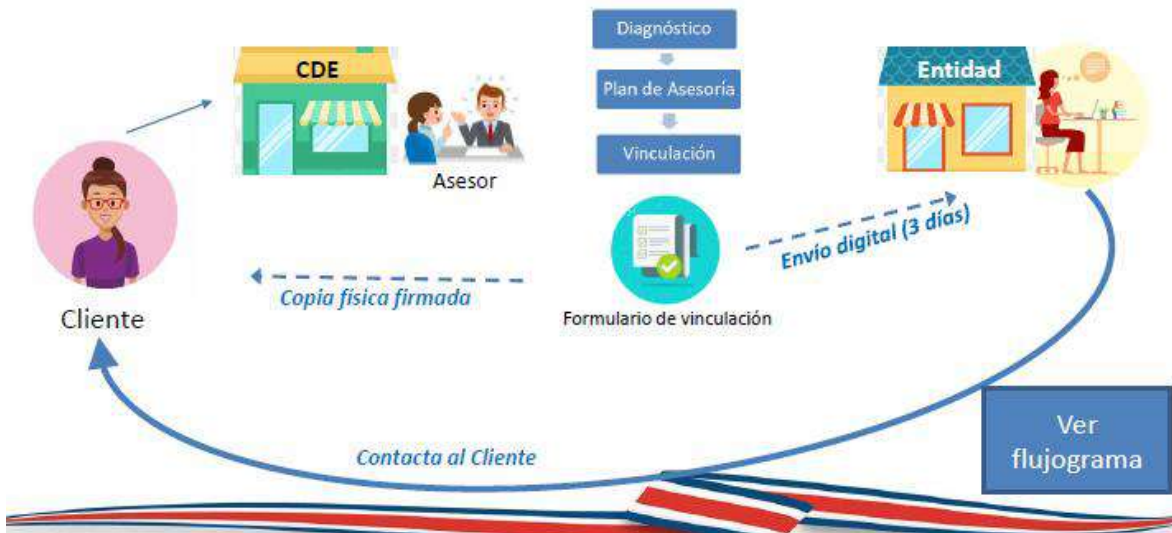 Diagnóstico
CDE
Entidad
Plan de Asesoría
Vinculación
Asesor
Envío digital (3 días)
Copia física firmada
Cliente
Formulario de vinculación
Ver
flujograma
Contacta al Cliente